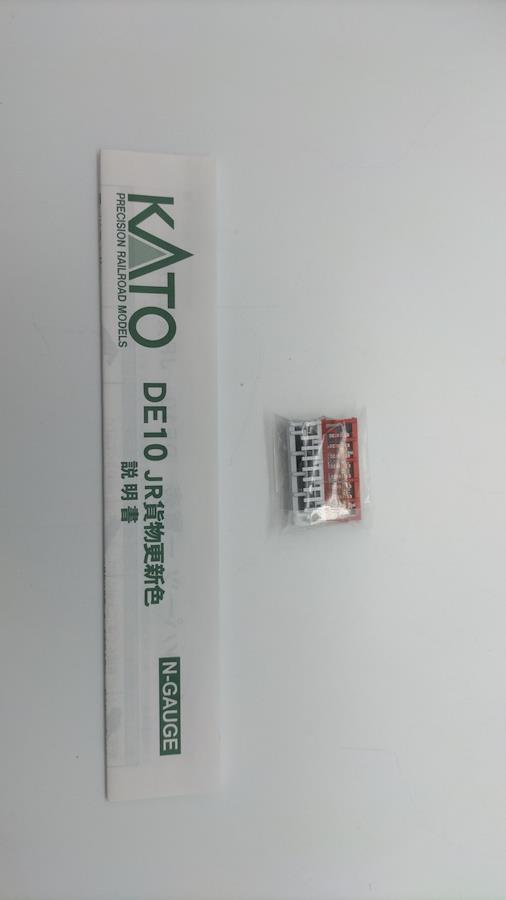 KATO
PRECISION RAILROAD MODELS
DE10 JR貨物更新色
説明書
N-GAUGE